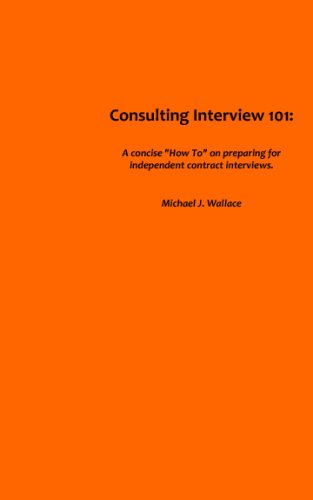 Consulting Interview 101:
A concise "How To" on preparing for
independent contract interviews.
Michael J. Wallace